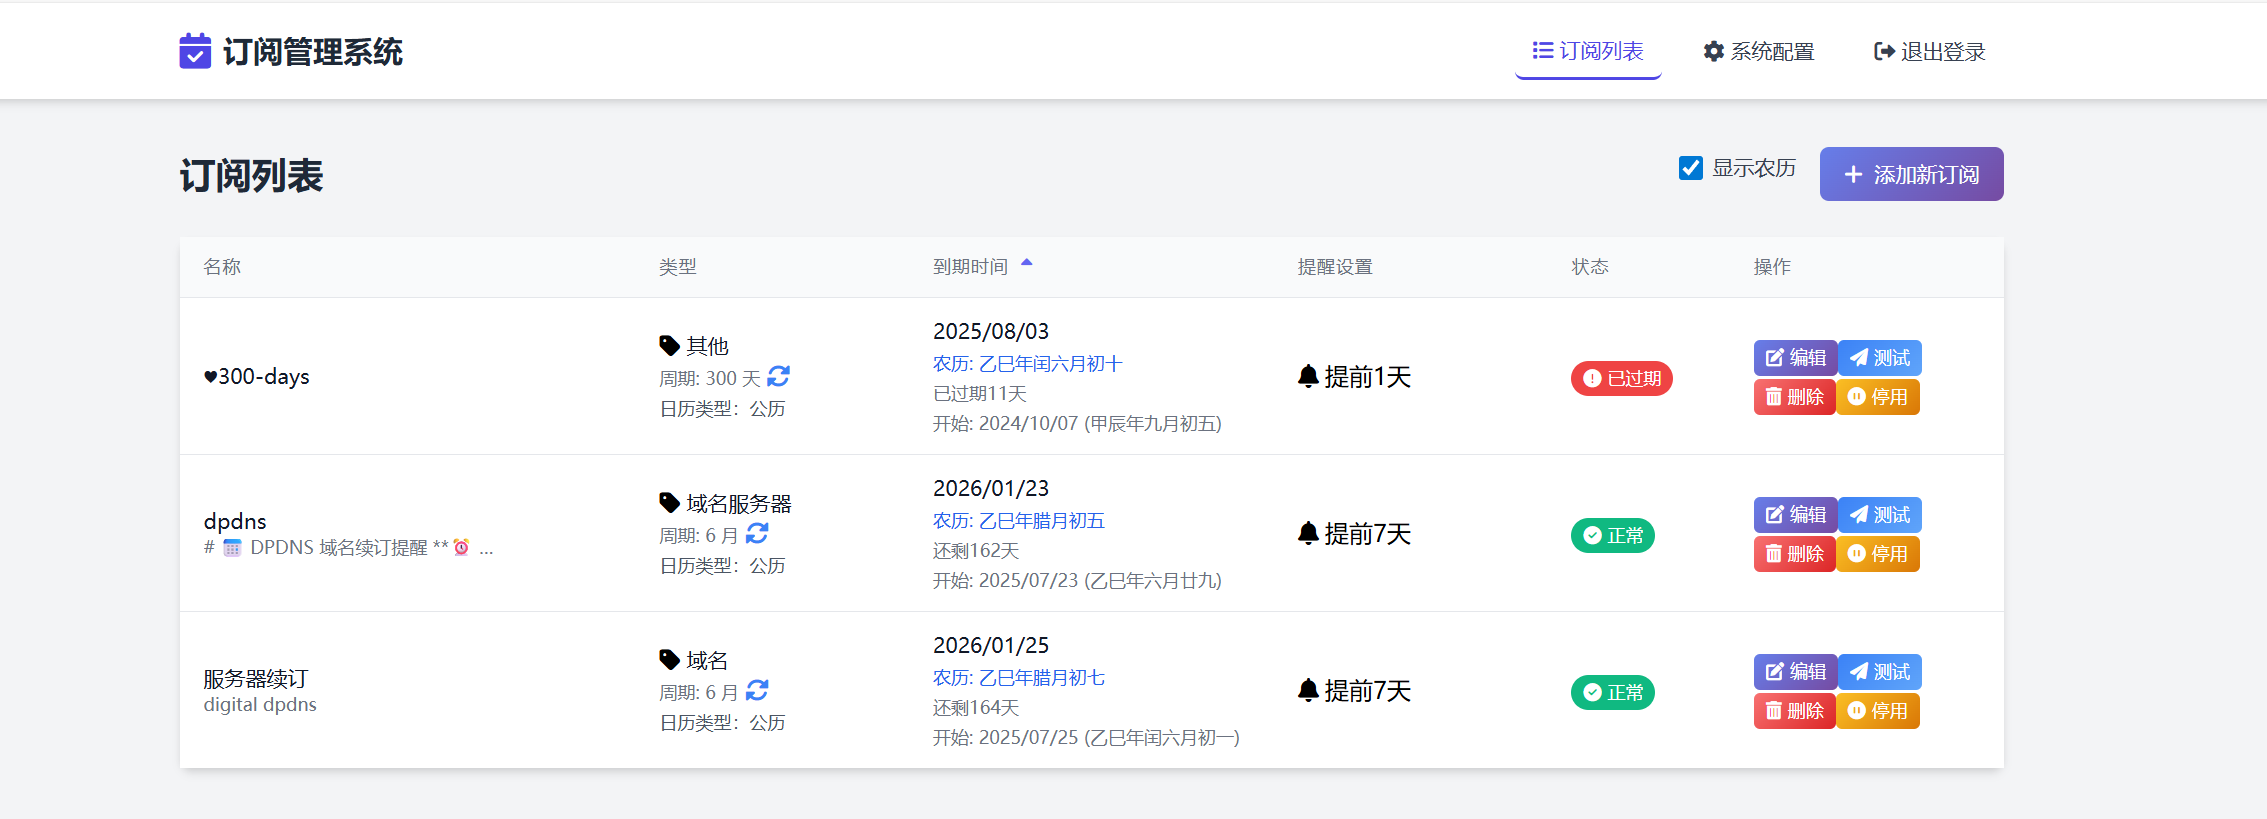 订阅管理系统
订阅列表 系统配置 退出登录
订阅列表
显示农历 + 添加新订阅
名称 类型 到期时间 提醒设置 状态 操作
♥300-days
其他
周期: 300 天
日历类型：公历
2025/08/03
农历: 乙巳年闰六月初十
已过期11天
开始: 2024/10/07 (甲辰年九月初五)
提前1天
已过期
编辑 测试
删除 停用
dpdns
# 🗓️ DPDNS 域名续订提醒 **⏰ ...
域名服务器
周期: 6 月
日历类型：公历
2026/01/23
农历: 乙巳年腊月初五
还剩162天
开始: 2025/07/23 (乙巳年六月廿九)
提前7天
正常
编辑 测试
删除 停用
服务器续订
digital dpdns
域名
周期: 6 月
日历类型：公历
2026/01/25
农历: 乙巳年腊月初七
还剩164天
开始: 2025/07/25 (乙巳年闰六月初一)
提前7天
正常
编辑 测试
删除 停用